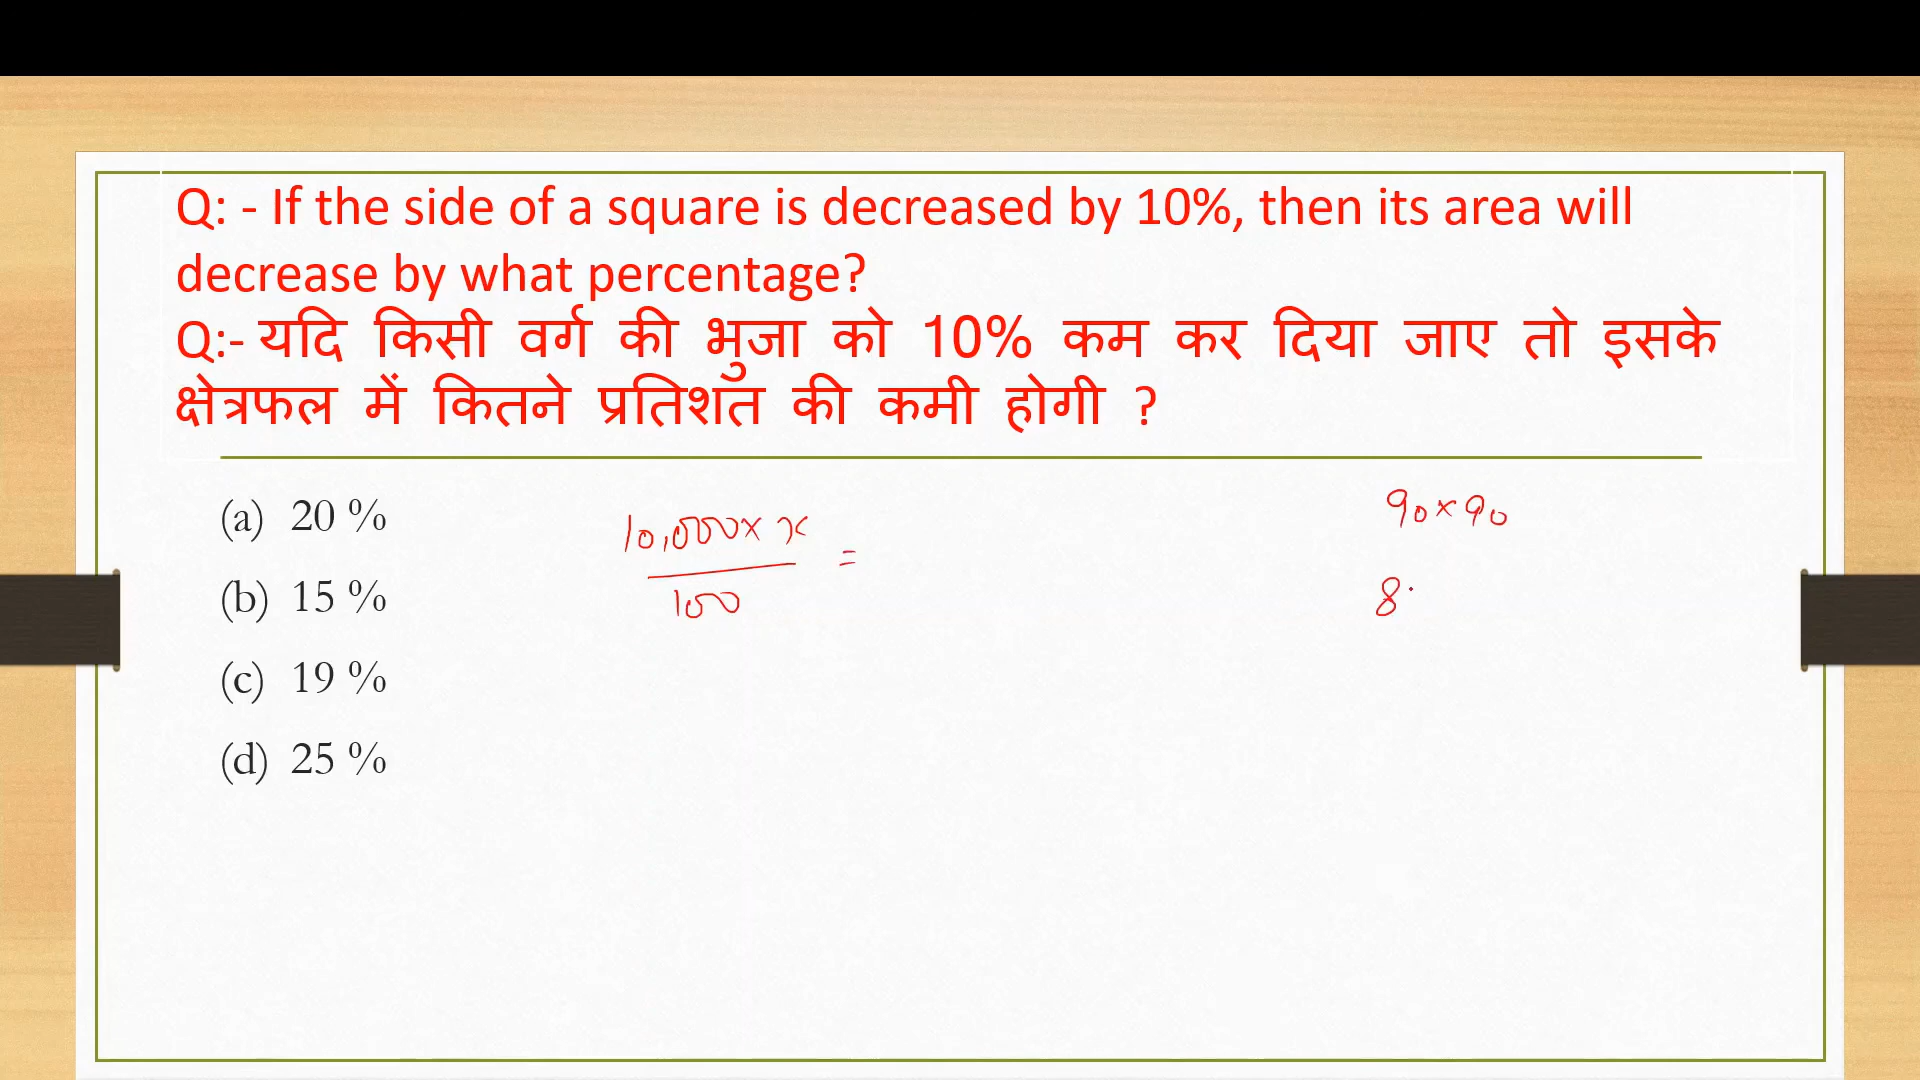 Q: - If the side of a square is decreased by 10%, then its area will
decrease by what percentage?
Q:- यदि किसी वर्ग की भुजा को 10% कम कर दिया जाए तो इसके
क्षेत्रफल में कितने प्रतिशत की कमी होगी ?
(a) 20 %
(b) 15 %
(c) 19 %
(d) 25 %
10,000 × x
100
=
90 × 90
8